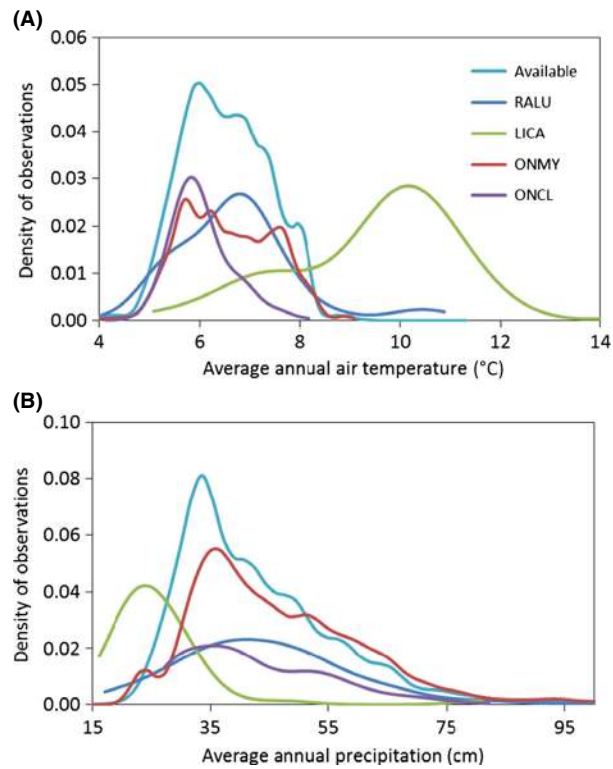 (A)
0.06
0.05
0.04
0.03
0.02
0.01
0.00
Density of observations
Available
RALU
LICA
ONMY
ONCL
4 6 8 10 12 14
Average annual air temperature (°C)
(B)
0.10
0.08
0.06
0.04
0.02
0.00
Density of observations
15 35 55 75 95
Average annual precipitation (cm)